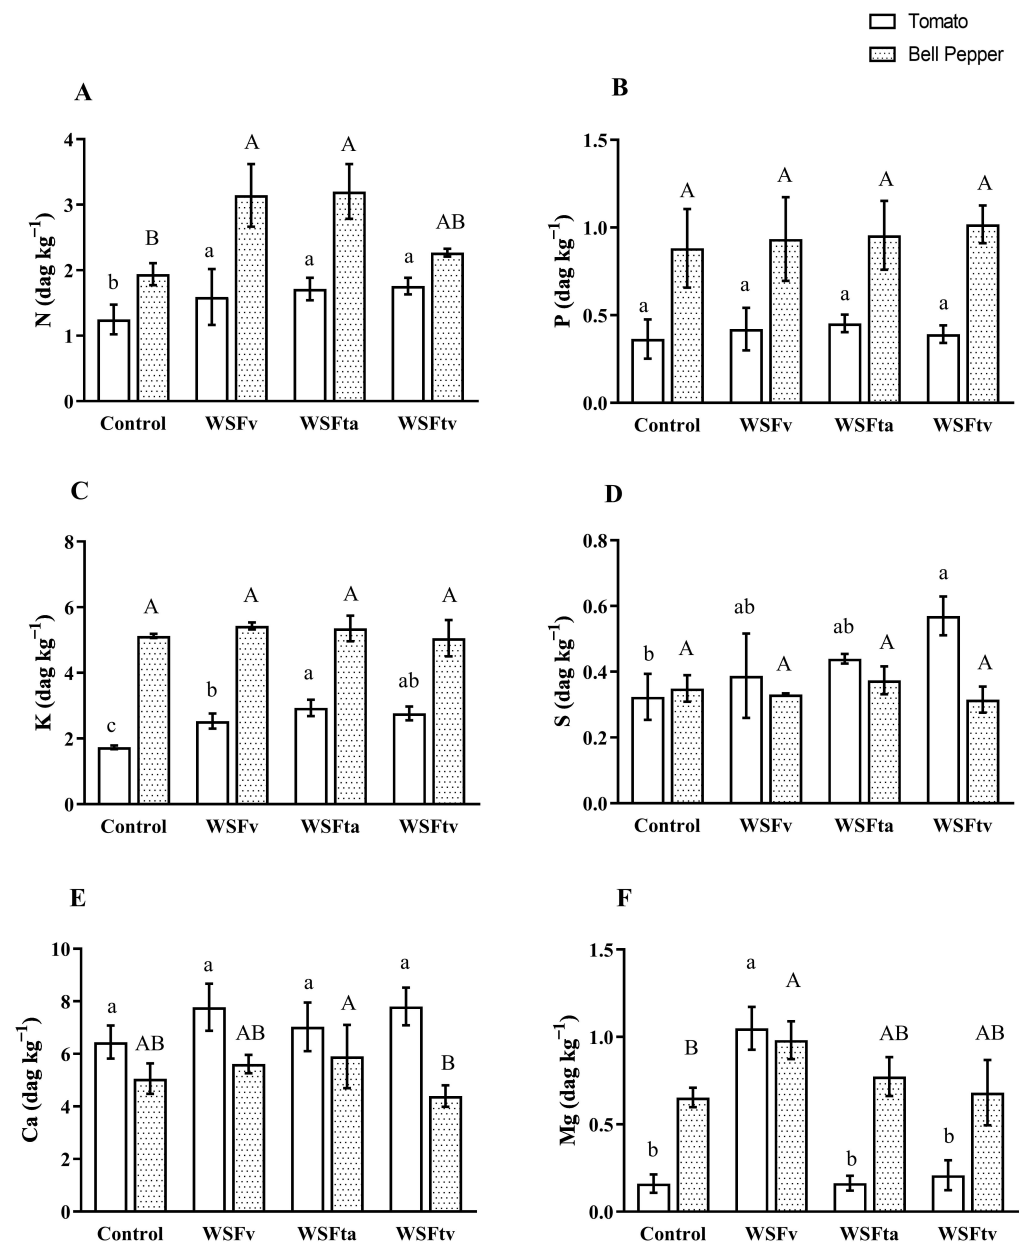 Tomato
Bell Pepper
A
N (dag kg⁻¹)
4
3
2
1
0
b
B
a
A
a
A
a
AB
Control WSFv WSFta WSFtv
B
P (dag kg⁻¹)
1.5
1.0
0.5
0.0
a
A
a
A
a
A
a
A
Control WSFv WSFta WSFtv
C
K (dag kg⁻¹)
8
6
4
2
0
c
A
b
A
a
A
ab
A
Control WSFv WSFta WSFtv
D
S (dag kg⁻¹)
0.8
0.6
0.4
0.2
0.0
b
A
ab
A
ab
A
a
A
Control WSFv WSFta WSFtv
E
Ca (dag kg⁻¹)
10
8
6
4
2
0
a
AB
a
AB
a
A
a
B
Control WSFv WSFta WSFtv
F
Mg (dag kg⁻¹)
1.5
1.0
0.5
0.0
b
B
a
A
b
AB
b
AB
Control WSFv WSFta WSFtv